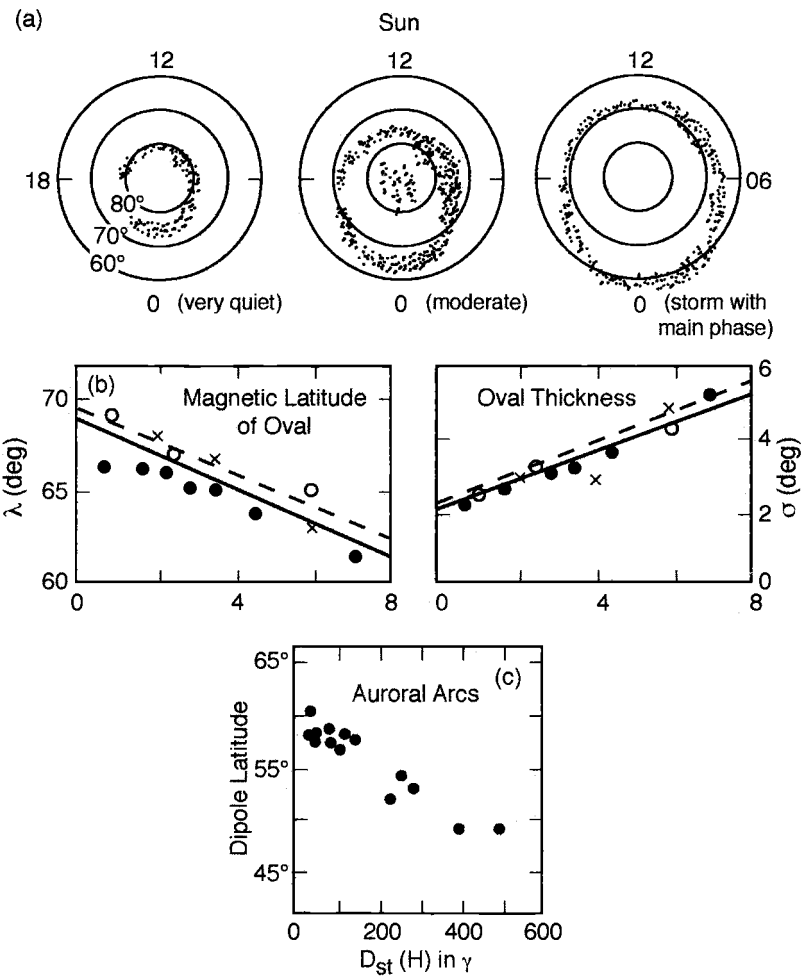 (a)
Sun
12
12
12
18
06
80°
70°
60°
0 (very quiet)
0 (moderate)
0 (storm with
main phase)
(b)
Magnetic Latitude
of Oval
70
65
60
λ (deg)
0
4
8
Oval Thickness
6
4
2
0
σ (deg)
0
4
8
(c)
Auroral Arcs
65°
55°
45°
Dipole Latitude
0
200
400
600
Dst (H) in γ